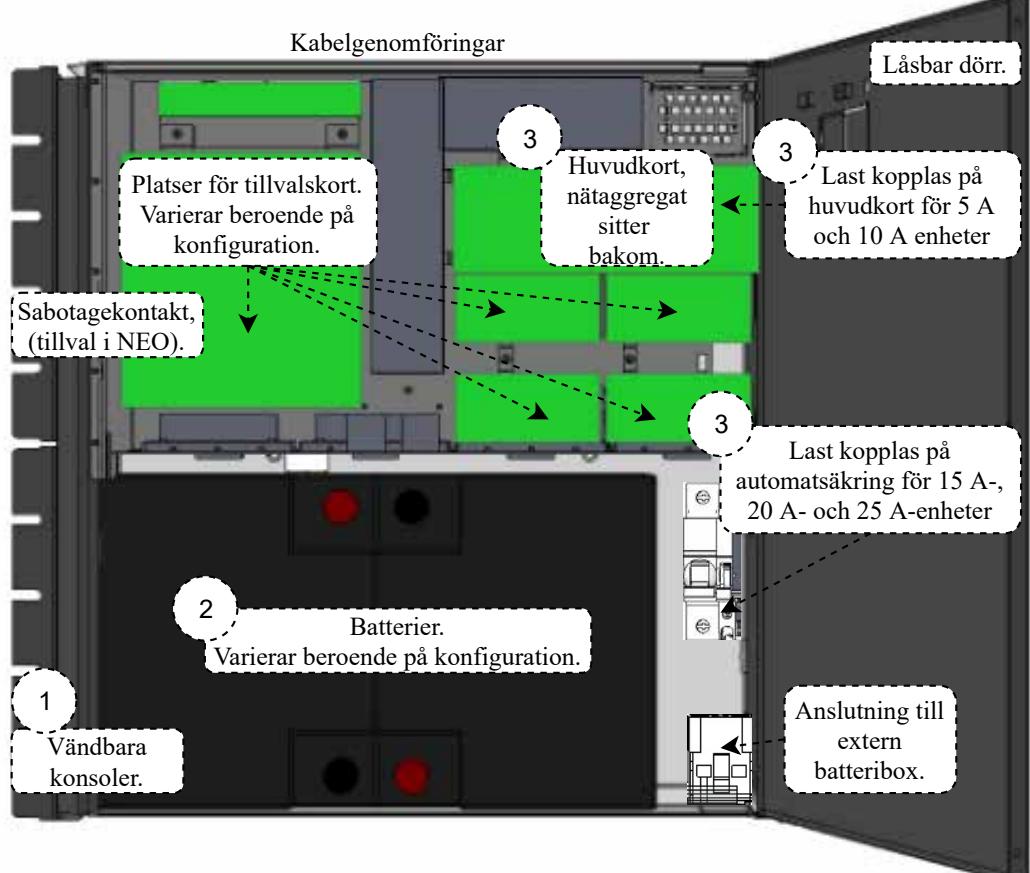 Kabelgenomföringar
Låsbar dörr.
3
Huvudkort,
nätaggregat
sitter
bakom.
3
Last kopplas på
huvudkort för 5 A
och 10 A enheter
Platser för tillvalskort.
Varierar beroende på
konfiguration.
Sabotagekontakt,
(tillval i NEO).
3
Last kopplas på
automatsäkring för 15 A-,
20 A- och 25 A-enheter
2
Batterier.
Varierar beroende på konfiguration.
1
Vändbara
konsoler.
Anslutning till
extern
batteribox.